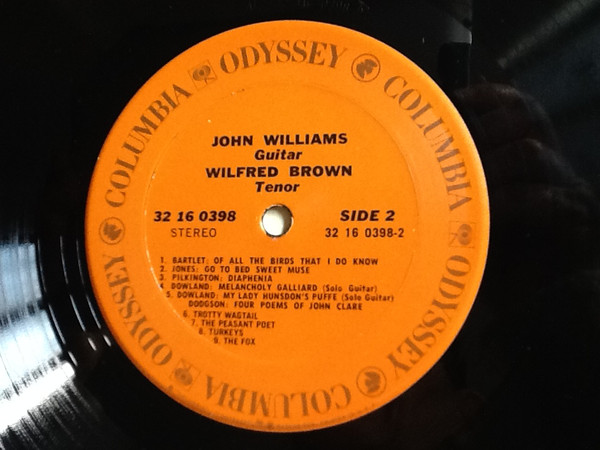 COLUMBIA ODYSSEY COLUMBIA ODYSSEY COLUMBIA ODYSSEY
JOHN WILLIAMS
Guitar
WILFRED BROWN
Tenor
32 16 0398 SIDE 2
STEREO 32 16 0398-2
1. BARTLET: OF ALL THE BIRDS THAT I DO KNOW
2. JONES: GO TO BED SWEET MUSE
3. PILKINGTON: DIAPHENIA
4. DOWLAND: MELANCHOLY GALLIARD (Solo Guitar)
5. DOWLAND: MY LADY HUNSDON'S PUFFE (Solo Guitar)
DODGSON: FOUR POEMS OF JOHN CLARE
6. TROTTY WAGTAIL
7. THE PEASANT POET
8. TURKEYS
9. THE FOX